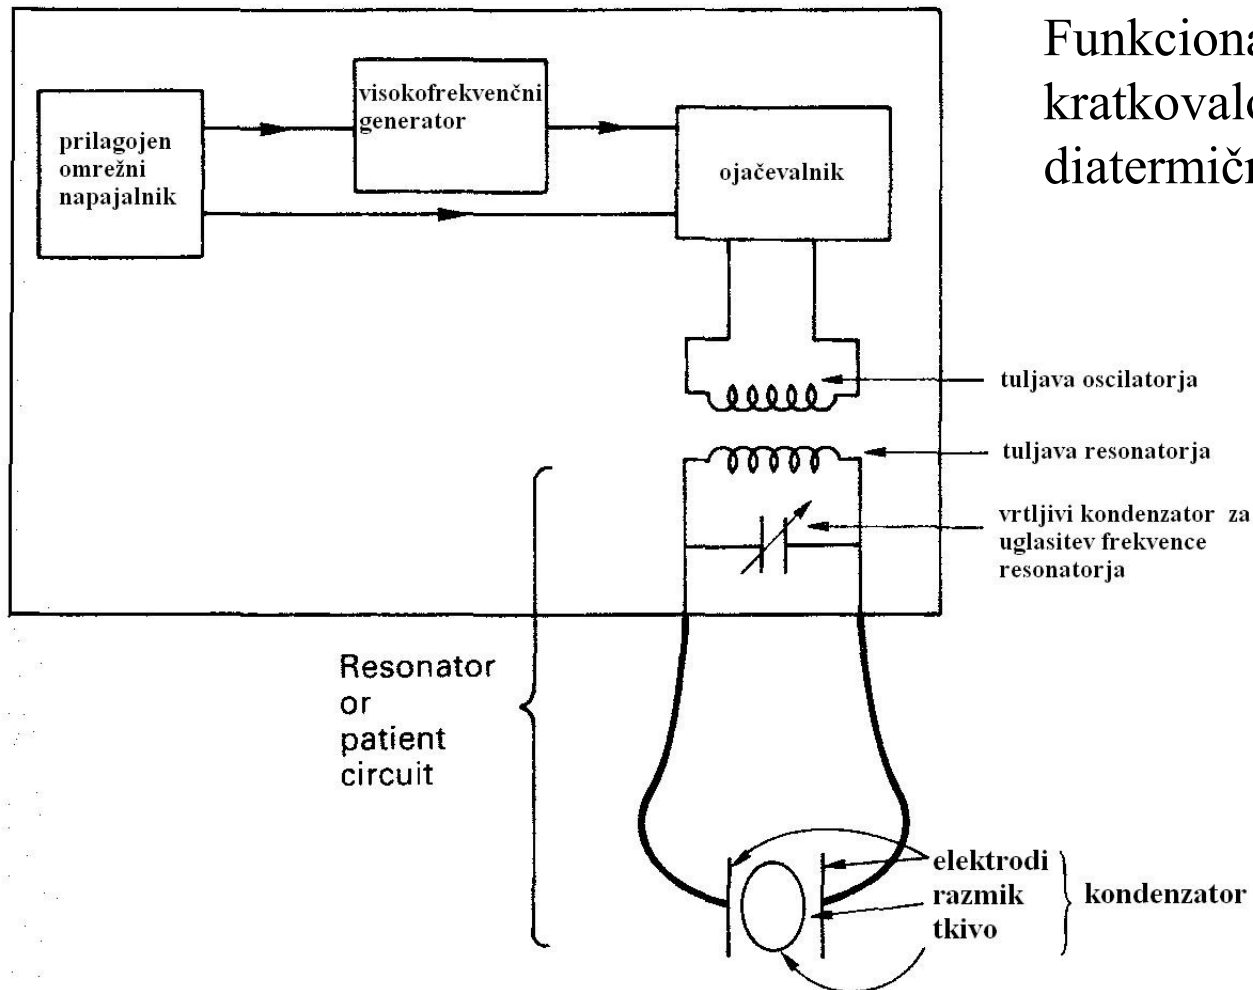 Funkciona
kratkovalo
diatermičn
visokofrekvenčni
generator
prilagojen
omrežni
napajalnik
ojačevalnik
tuljava oscilatorja
tuljava resonatorja
vrtljivi kondenzator za
uglasitev frekvence
resonatorja
Resonator
or
patient
circuit
elektrodi
razmik
tkivo
kondenzator